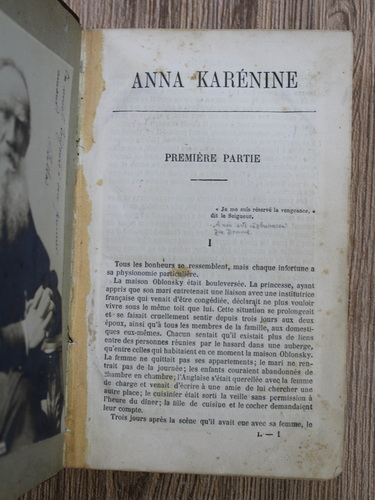 ANNA KARÉNINE
PREMIÈRE PARTIE
« Je me suis réservé la vengeance, »
dit le Seigneur.
I
Tous les bonheurs se ressemblent, mais chaque infortune a
sa physionomie particulière.
La maison Oblonsky était bouleversée. La princesse, ayant
appris que son mari entretenait une liaison avec une institutrice
française qui venait d'être congédiée, déclarait ne plus vouloir
vivre sous le même toit que lui. Cette situation se prolongeait
et se faisait cruellement sentir depuis trois jours aux deux
époux, ainsi qu'à tous les membres de la famille, aux domesti-
ques eux-mêmes. Chacun sentait qu'il existait plus de liens
entre des personnes réunies par le hasard dans une auberge,
qu'entre celles qui habitaient en ce moment la maison Oblonsky.
La femme ne quittait pas ses appartements; le mari ne ren-
trait pas de la journée; les enfants couraient abandonnés de
chambre en chambre; l'Anglaise s'était querellée avec la femme
de charge et venait d'écrire à une amie de lui chercher une
autre place; le cuisinier était sorti la veille sans permission à
l'heure du dîner; la fille de cuisine et le cocher demandaient
leur compte.
Trois jours après la scène qu'il avait eue avec sa femme, le
I. — 1